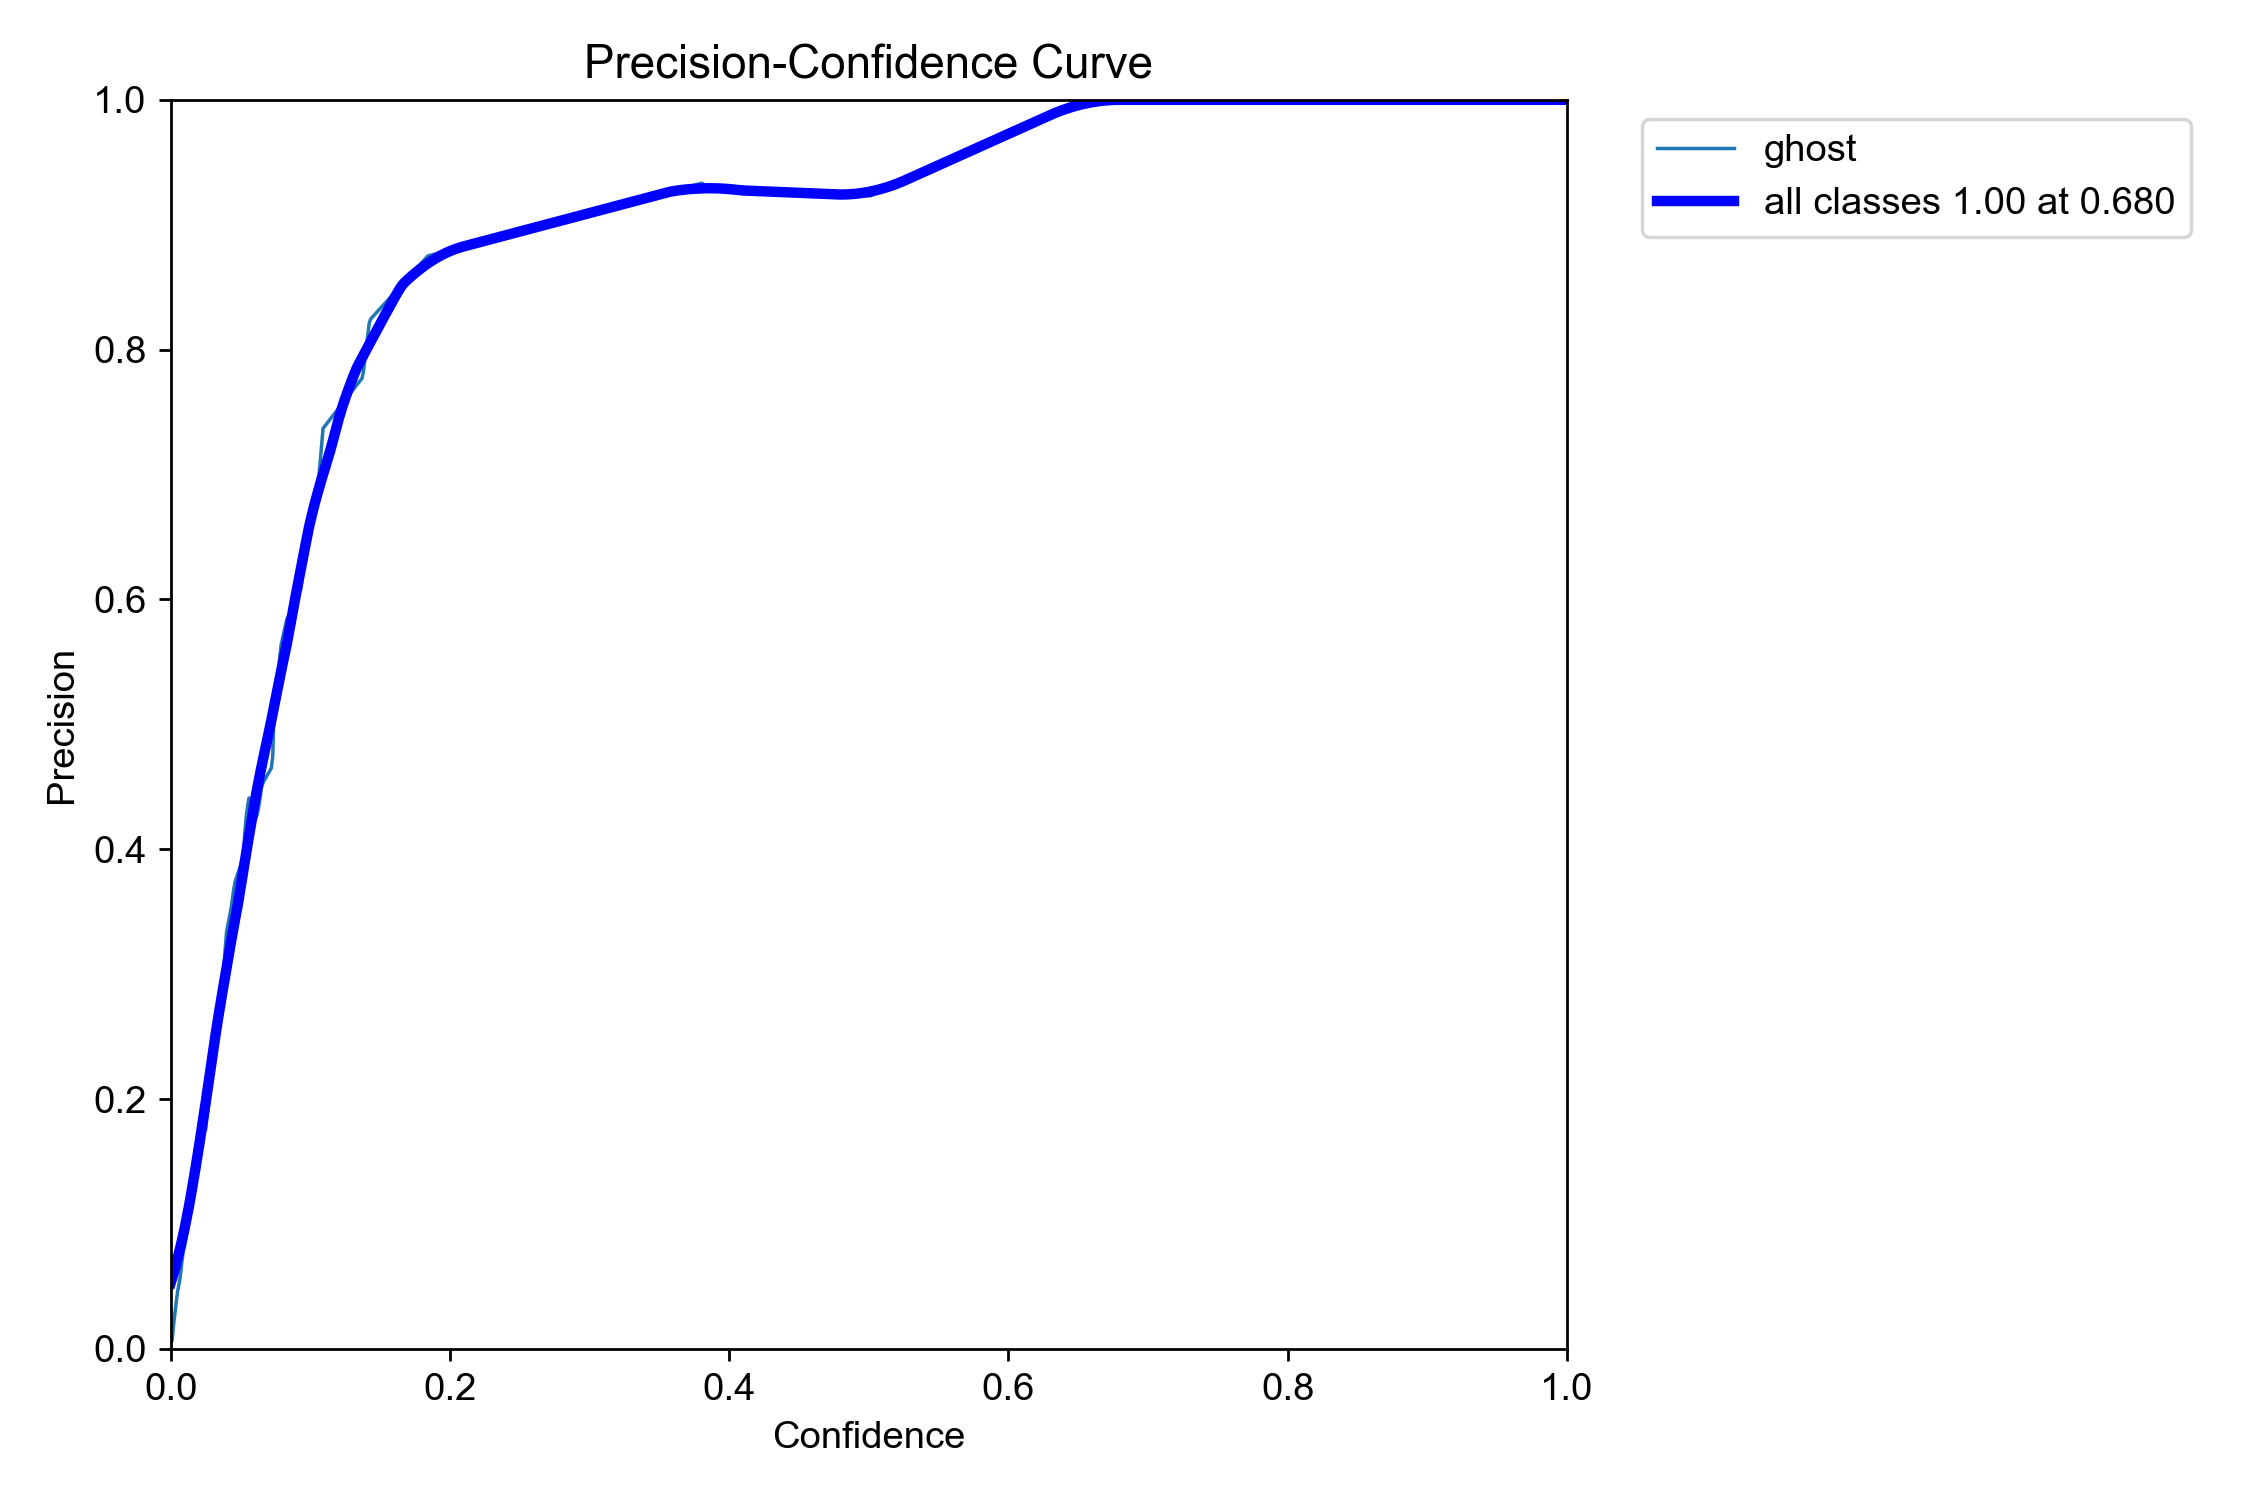 Precision-Confidence Curve
1.0
0.8
0.6
0.4
0.2
0.0
Precision
0.0 0.2 0.4 0.6 0.8 1.0
Confidence
ghost
all classes 1.00 at 0.680